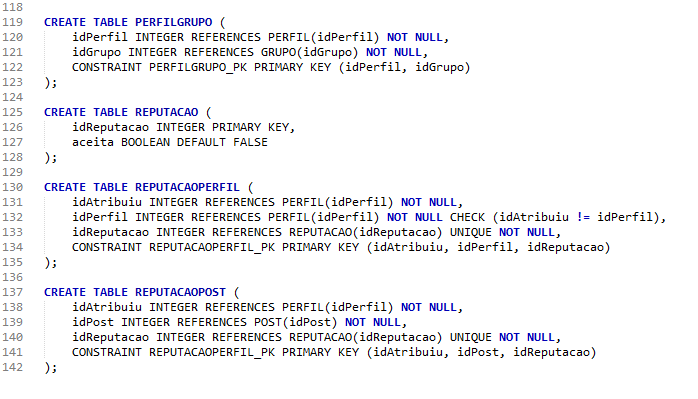 118
119 CREATE TABLE PERFILGRUPO (
120 idPerfil INTEGER REFERENCES PERFIL(idPerfil) NOT NULL,
121 idGrupo INTEGER REFERENCES GRUPO(idGrupo) NOT NULL,
122 CONSTRAINT PERFILGRUPO_PK PRIMARY KEY (idPerfil, idGrupo)
123 );
124
125 CREATE TABLE REPUTACAO (
126 idReputacao INTEGER PRIMARY KEY,
127 aceita BOOLEAN DEFAULT FALSE
128 );
129
130 CREATE TABLE REPUTACAOPERFIL (
131 idAtribuiu INTEGER REFERENCES PERFIL(idPerfil) NOT NULL,
132 idPerfil INTEGER REFERENCES PERFIL(idPerfil) NOT NULL CHECK (idAtribuiu != idPerfil),
133 idReputacao INTEGER REFERENCES REPUTACAO(idReputacao) UNIQUE NOT NULL,
134 CONSTRAINT REPUTACAOPERFIL_PK PRIMARY KEY (idAtribuiu, idPerfil, idReputacao)
135 );
136
137 CREATE TABLE REPUTACAOPOST (
138 idAtribuiu INTEGER REFERENCES PERFIL(idPerfil) NOT NULL,
139 idPost INTEGER REFERENCES POST(idPost) NOT NULL,
140 idReputacao INTEGER REFERENCES REPUTACAO(idReputacao) UNIQUE NOT NULL,
141 CONSTRAINT REPUTACAOPERFIL_PK PRIMARY KEY (idAtribuiu, idPost, idReputacao)
142 );